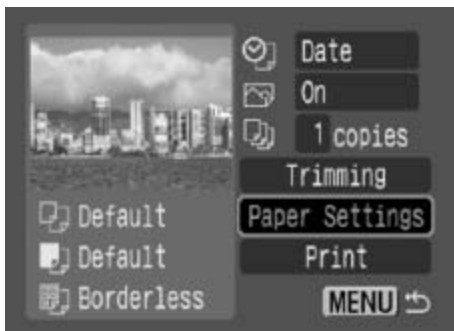 Date
On
1 copies
Trimming
Paper Settings
Print
MENU
Default
Default
Borderless